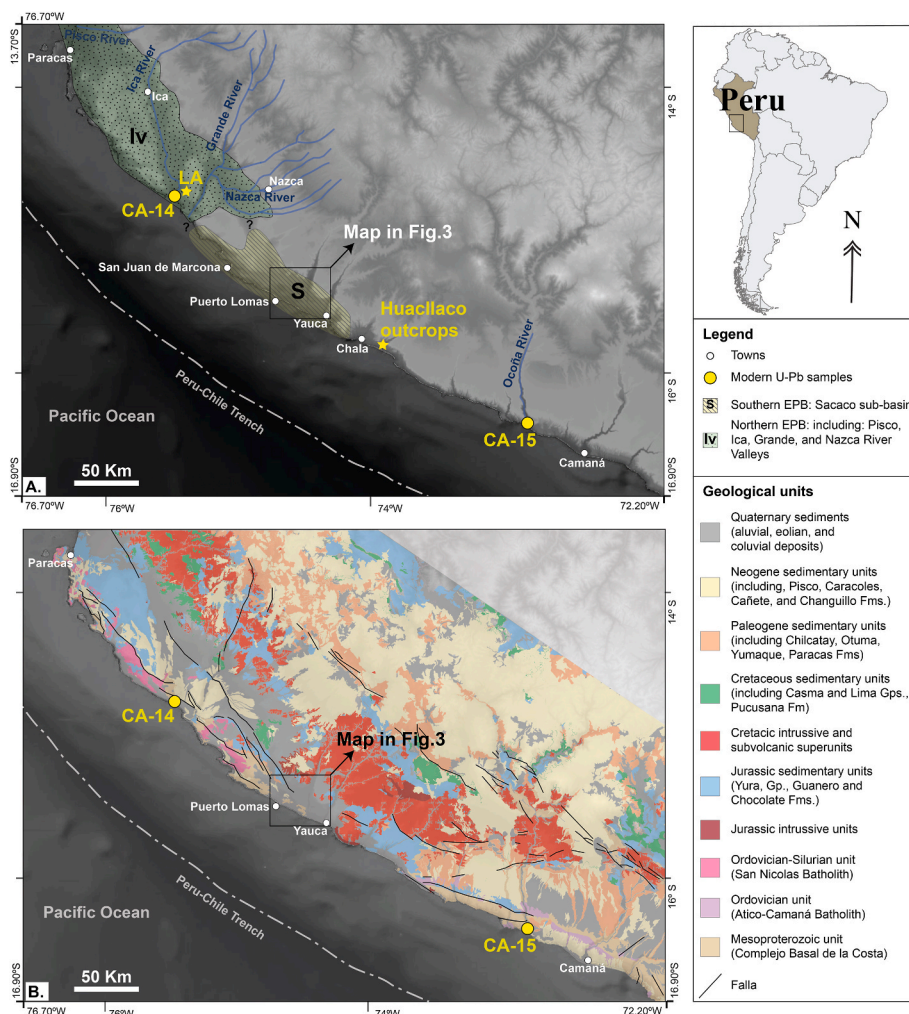 76.70°W
76°W
74°W
13.70°S
Pisco River
Paracas
Ica River
Ica
Grande River
14° S
Iv
LA
Nazca
Nazca River
CA-14
?
?
Map in Fig.3
San Juan de Marcona
S
Puerto Lomas
Huacllaco
outcrops
Yauca
Chala
Ocoña River
Peru-Chile Trench
16°S
Pacific Ocean
CA-15
Camaná
50 Km
16.90°S
A.
16.90°S
76.70°W
76°W
74°W
72.20°W
Paracas
14°S
CA-14
Map in Fig.3
Puerto Lomas
Yauca
Peru-Chile Trench
16°S
Pacific Ocean
CA-15
Camaná
50 Km
16.90°S
B.
16.90°S
76.70°W
76°W
74°W
72.20°W
Peru
N
Legend
Towns
Modern U-Pb samples
S
Southern EPB: Sacaco sub-basin
Iv
Northern EPB: including: Pisco,
Ica, Grande, and Nazca River
Valleys
Geological units
Quaternary sediments
(aluvial, eolian, and
coluvial deposits)
Neogene sedimentary units
(including, Pisco, Caracoles,
Cañete, and Changuillo Fms.)
Paleogene sedimentary units
(including Chilcatay, Otuma,
Yumaque, Paracas Fms)
Cretaceous sedimentary units
(including Casma and Lima Gps.,
Pucusana Fm)
Cretacic intrussive and
subvolcanic superunits
Jurassic sedimentary units
(Yura, Gp., Guanero and
Chocolate Fms.)
Jurassic intrussive units
Ordovician-Silurian unit
(San Nicolas Batholith)
Ordovician unit
(Atico-Camaná Batholith)
Mesoproterozoic unit
(Complejo Basal de la Costa)
Falla